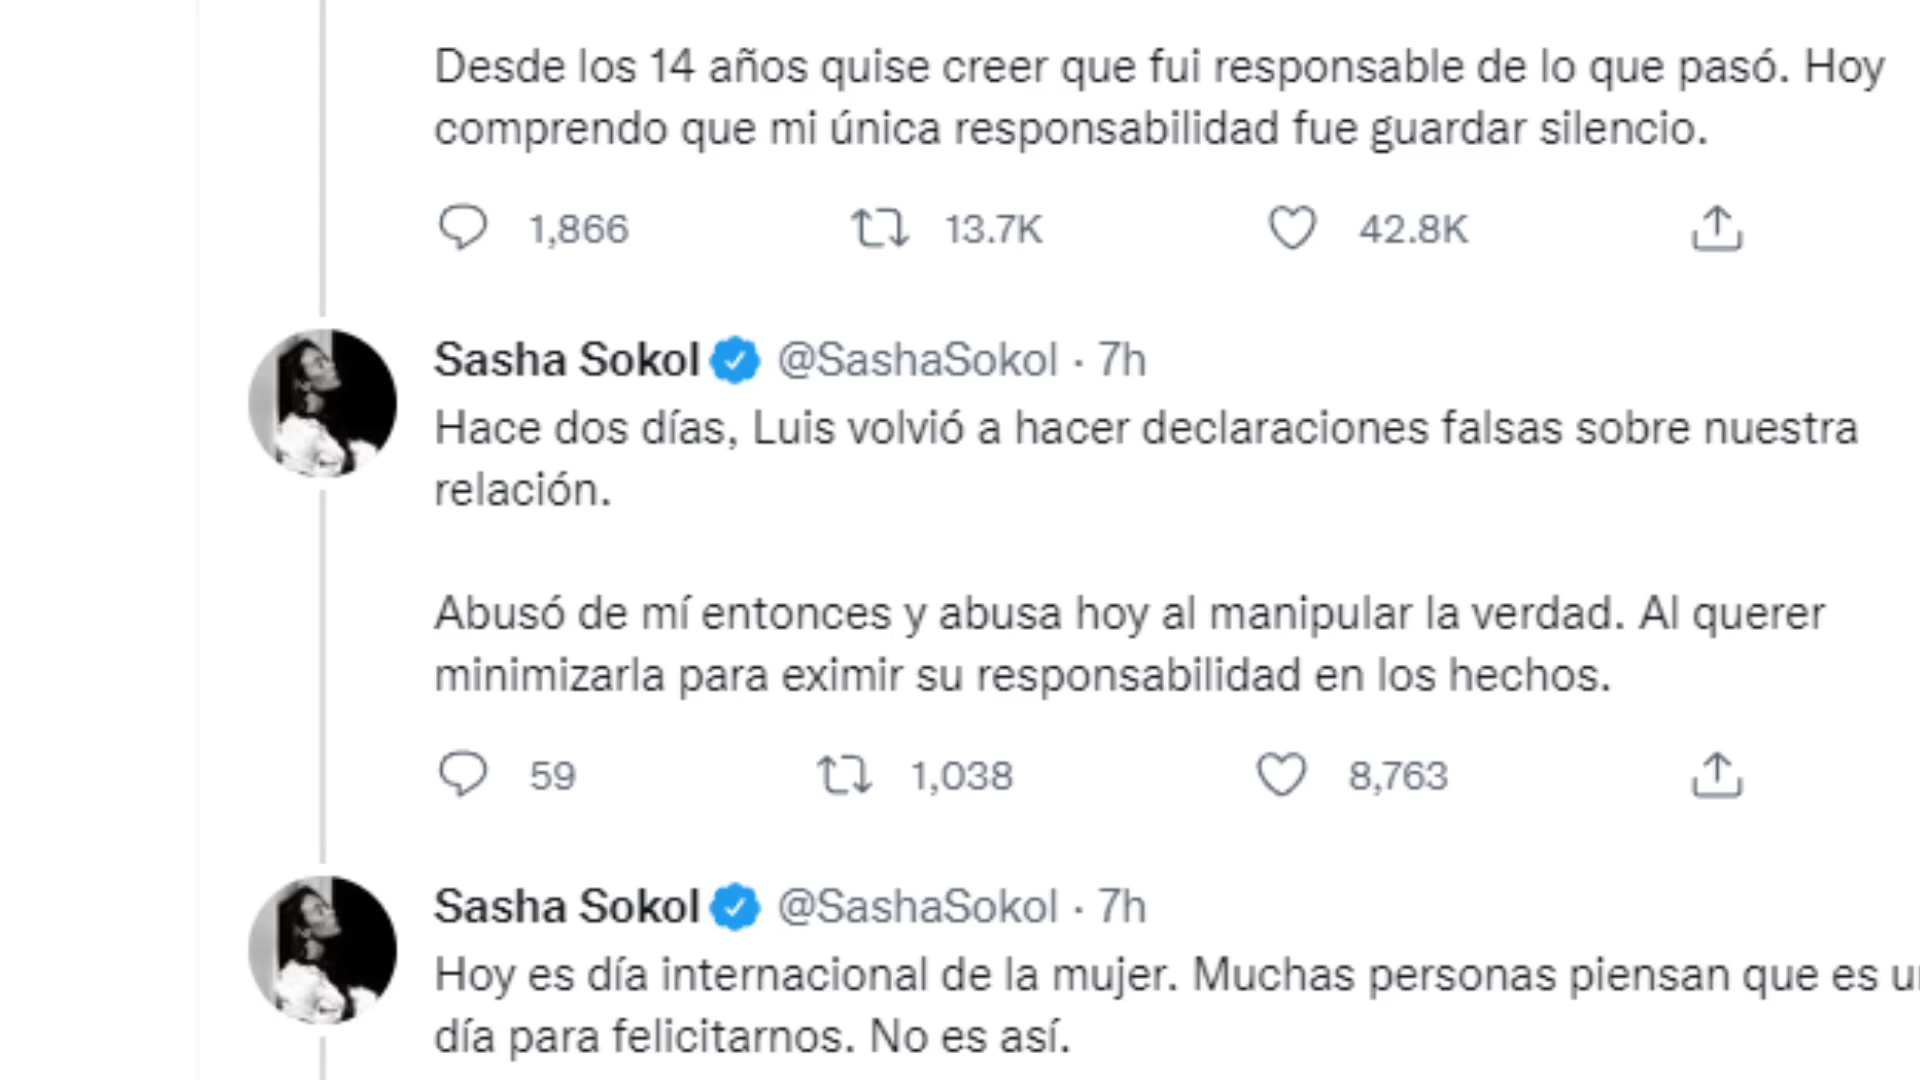 Desde los 14 años quise creer que fui responsable de lo que pasó. Hoy
comprendo que mi única responsabilidad fue guardar silencio.
1,866 13.7K 42.8K
Sasha Sokol @SashaSokol · 7h
Hace dos días, Luis volvió a hacer declaraciones falsas sobre nuestra
relación.
Abusó de mí entonces y abusa hoy al manipular la verdad. Al querer
minimizarla para eximir su responsabilidad en los hechos.
59 1,038 8,763
Sasha Sokol @SashaSokol · 7h
Hoy es día internacional de la mujer. Muchas personas piensan que es
día para felicitarnos. No es así.